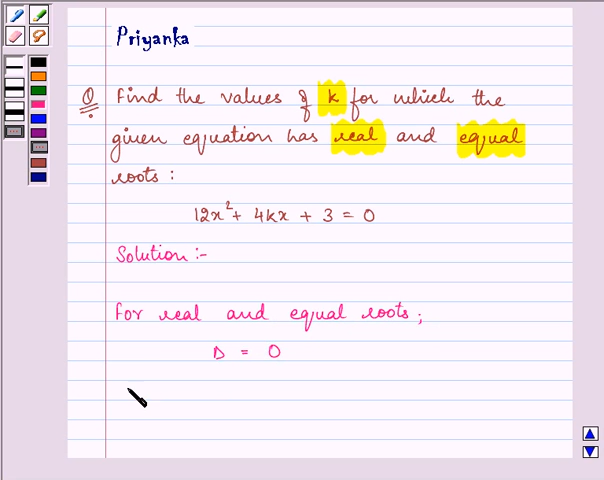 Priyanka
Q Find the values of k for which the
given equation has real and equal
roots :
12x² + 4kx + 3 = 0
Solution :-
For real and equal roots ;
D = 0